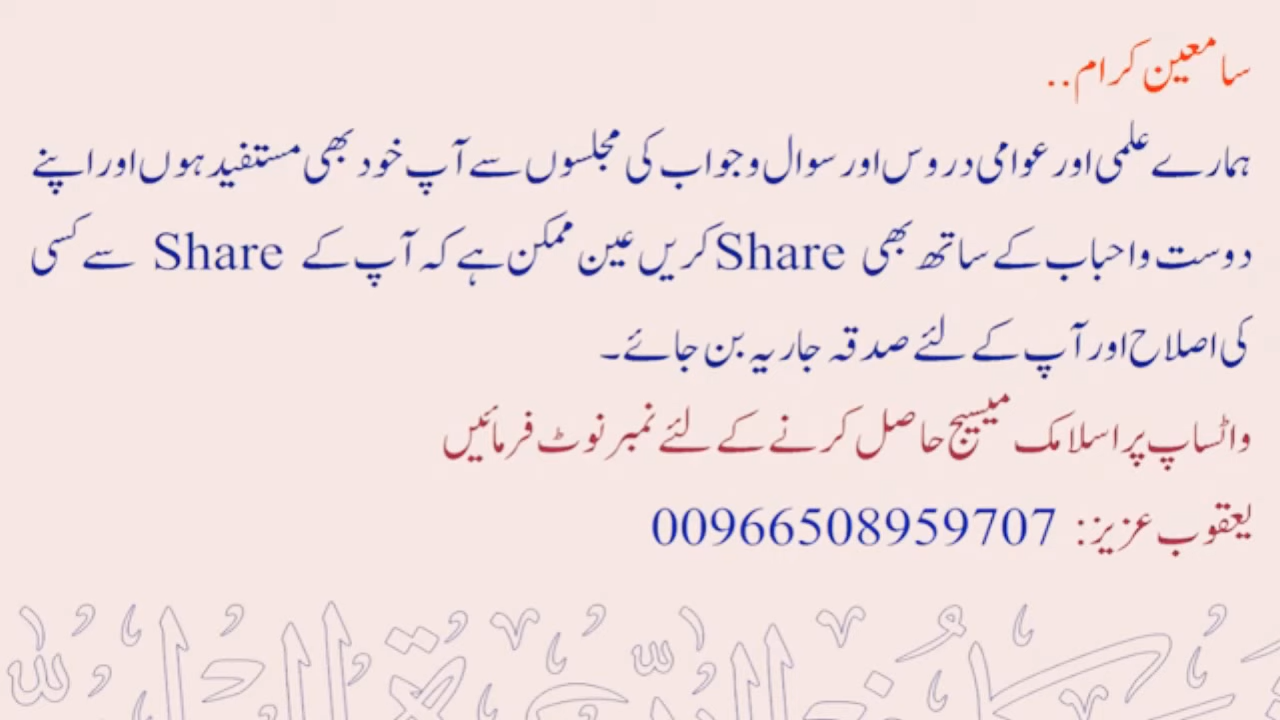 سامعین کرام..
ہمارے علمی اور عوامی دروس اور سوال و جواب کی مجلسوں سے آپ خود بھی مستفید ہوں اور اپنے
دوست و احباب کے ساتھ بھی Share کریں عین ممکن ہے کہ آپ کے Share سے کسی
کی اصلاح اور آپ کے لئے صدقہ جاریہ بن جائے۔
واٹساپ پر اسلامک میسیج حاصل کرنے کے لئے نمبر نوٹ فرمائیں
یعقوب عزیز: 00966508959707